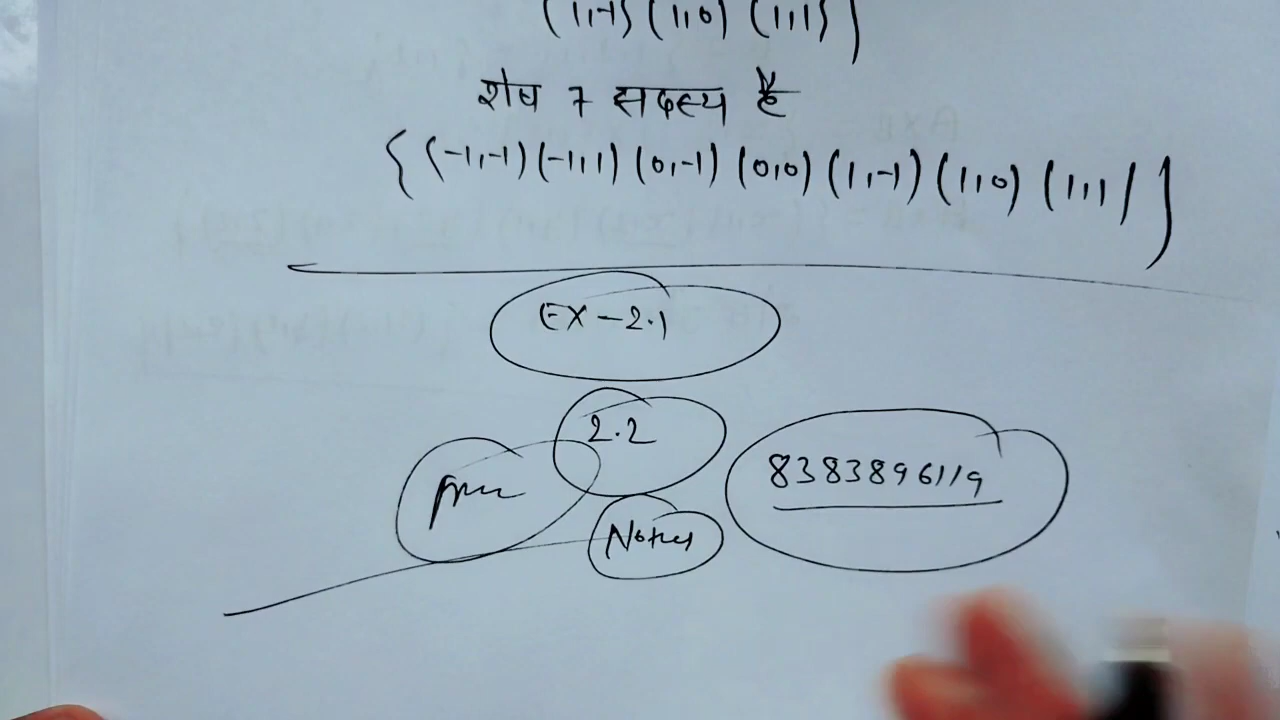 (1,-1) (1,0) (1,1)}
शेष 7 सदस्य है
{ (-1,-1) (-1,1) (0,-1) (0,0) (1,-1) (1,0) (1,1) }
EX-2.1
2.2
8383896119
Notes